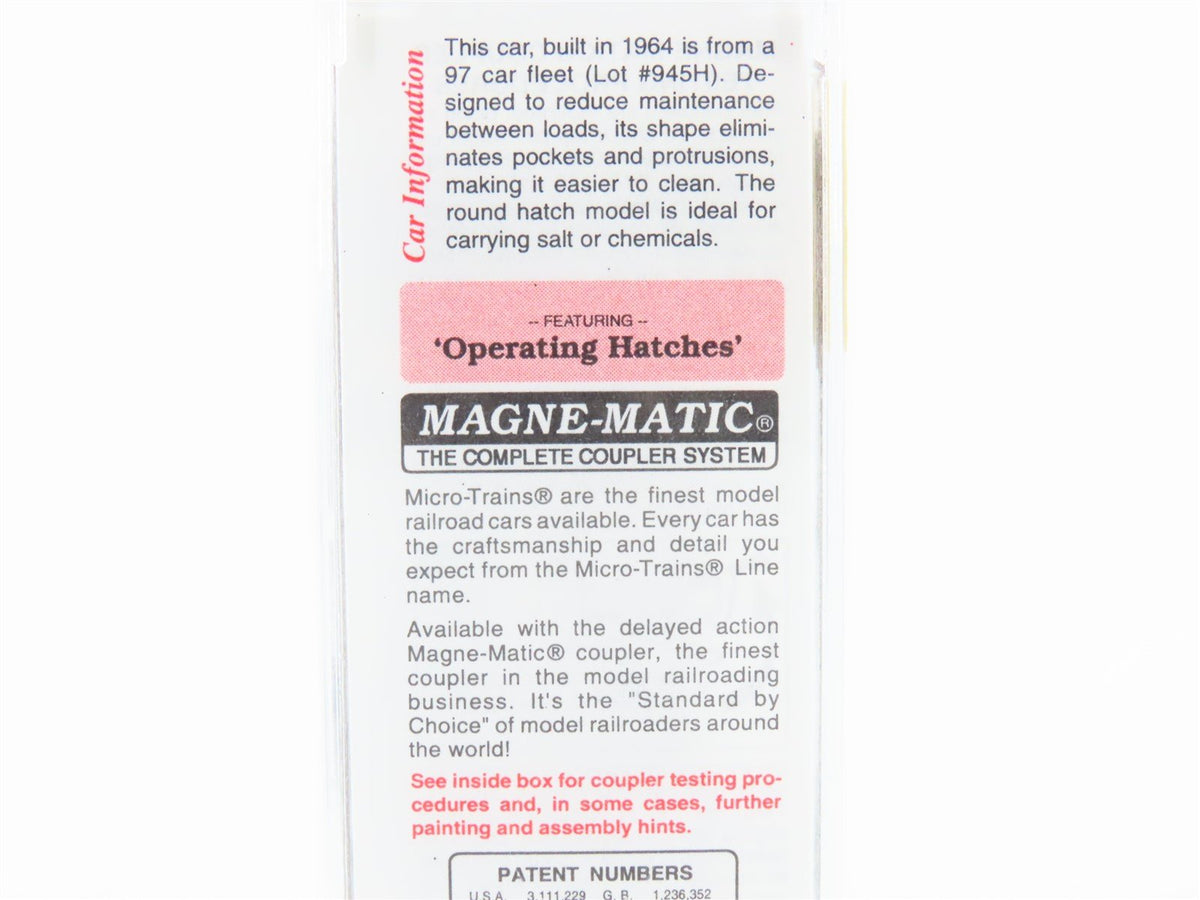 Car Information
This car, built in 1964 is from a
97 car fleet (Lot #945H). De-
signed to reduce maintenance
between loads, its shape elimi-
nates pockets and protrusions,
making it easier to clean. The
round hatch model is ideal for
carrying salt or chemicals.
-- FEATURING --
‘Operating Hatches’
MAGNE-MATIC®
THE COMPLETE COUPLER SYSTEM
Micro-Trains® are the finest model
railroad cars available. Every car has
the craftsmanship and detail you
expect from the Micro-Trains® Line
name.
Available with the delayed action
Magne-Matic® coupler, the finest
coupler in the model railroading
business. It's the "Standard by
Choice" of model railroaders around
the world!
See inside box for coupler testing pro-
cedures and, in some cases, further
painting and assembly hints.
PATENT NUMBERS
U.S.A. 3,111,229 G. B. 1,236,352